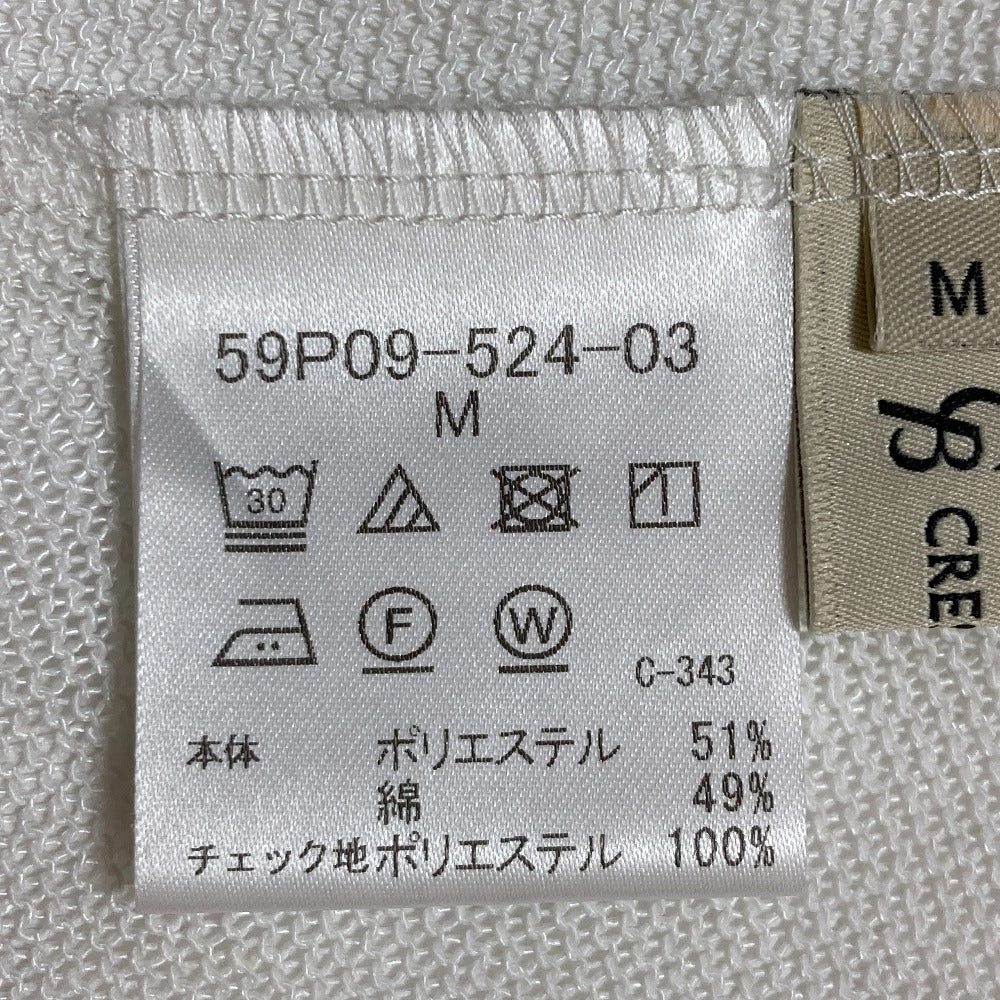 59P09-524-03
M
30
F
W
C-343
本体 ポリエステル 51%
綿 49%
チェック地ポリエステル 100%
M
CRE